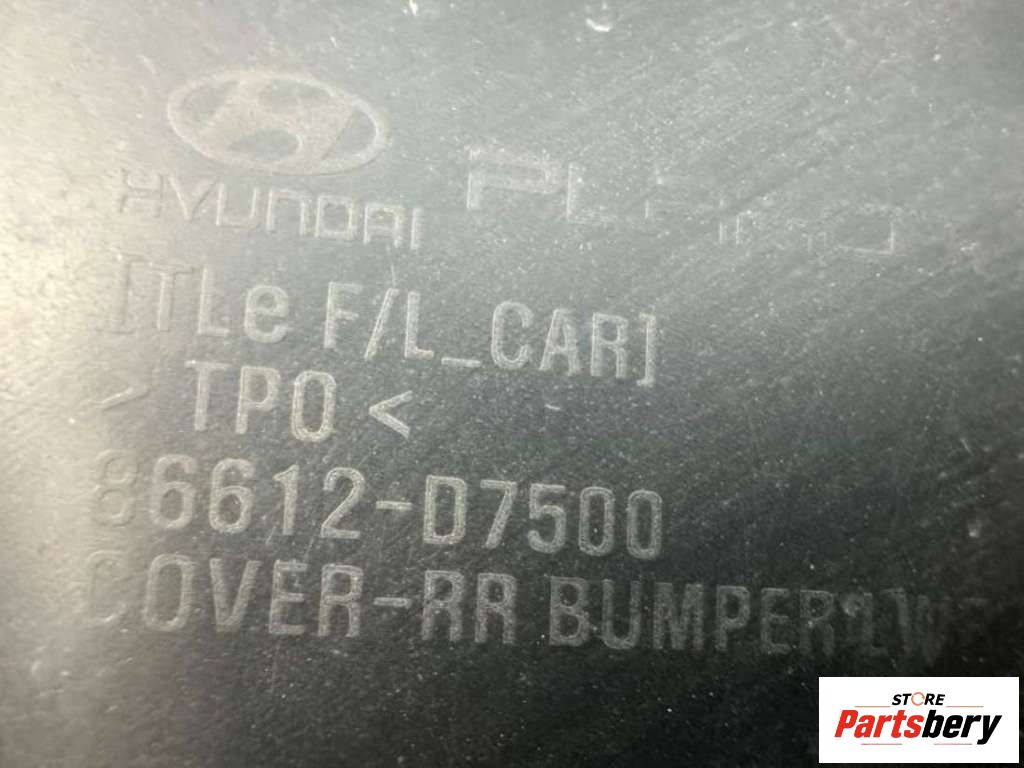 HYUNDAI
[TLe F/L_CAR]
> TPO <
86612-D7500
COVER-RR BUMPER
STORE
Partsbery